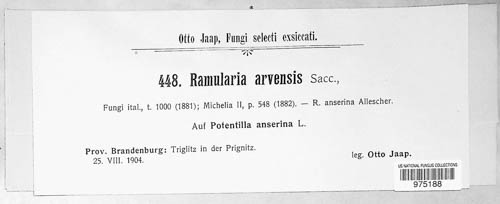 Otto Jaap, Fungi selecti exsiccati.
448. Ramularia arvensis Sacc.,
Fungi ital., t. 1000 (1881); Michelia II, p. 548 (1882). — R. anserina Allescher.
Auf Potentilla anserina L.
Prov. Brandenburg: Triglitz in der Prignitz.
25. VIII. 1904.
leg. Otto Jaap.
US NATIONAL FUNGUS COLLECTIONS
975188